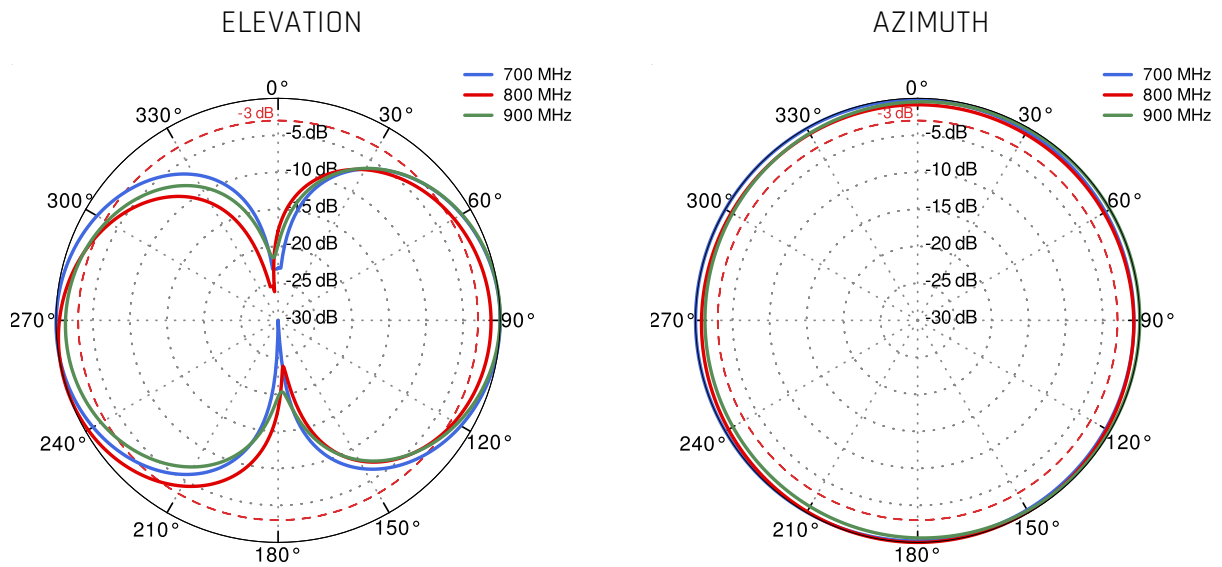 ELEVATION
700 MHz
800 MHz
900 MHz
0°
30°
60°
90°
120°
150°
180°
210°
240°
270°
300°
330°
-3 dB
-5 dB
-10 dB
-15 dB
-20 dB
-25 dB
-30 dB
AZIMUTH
700 MHz
800 MHz
900 MHz
0°
30°
60°
90°
120°
150°
180°
210°
240°
270°
300°
330°
-3 dB
-5 dB
-10 dB
-15 dB
-20 dB
-25 dB
-30 dB